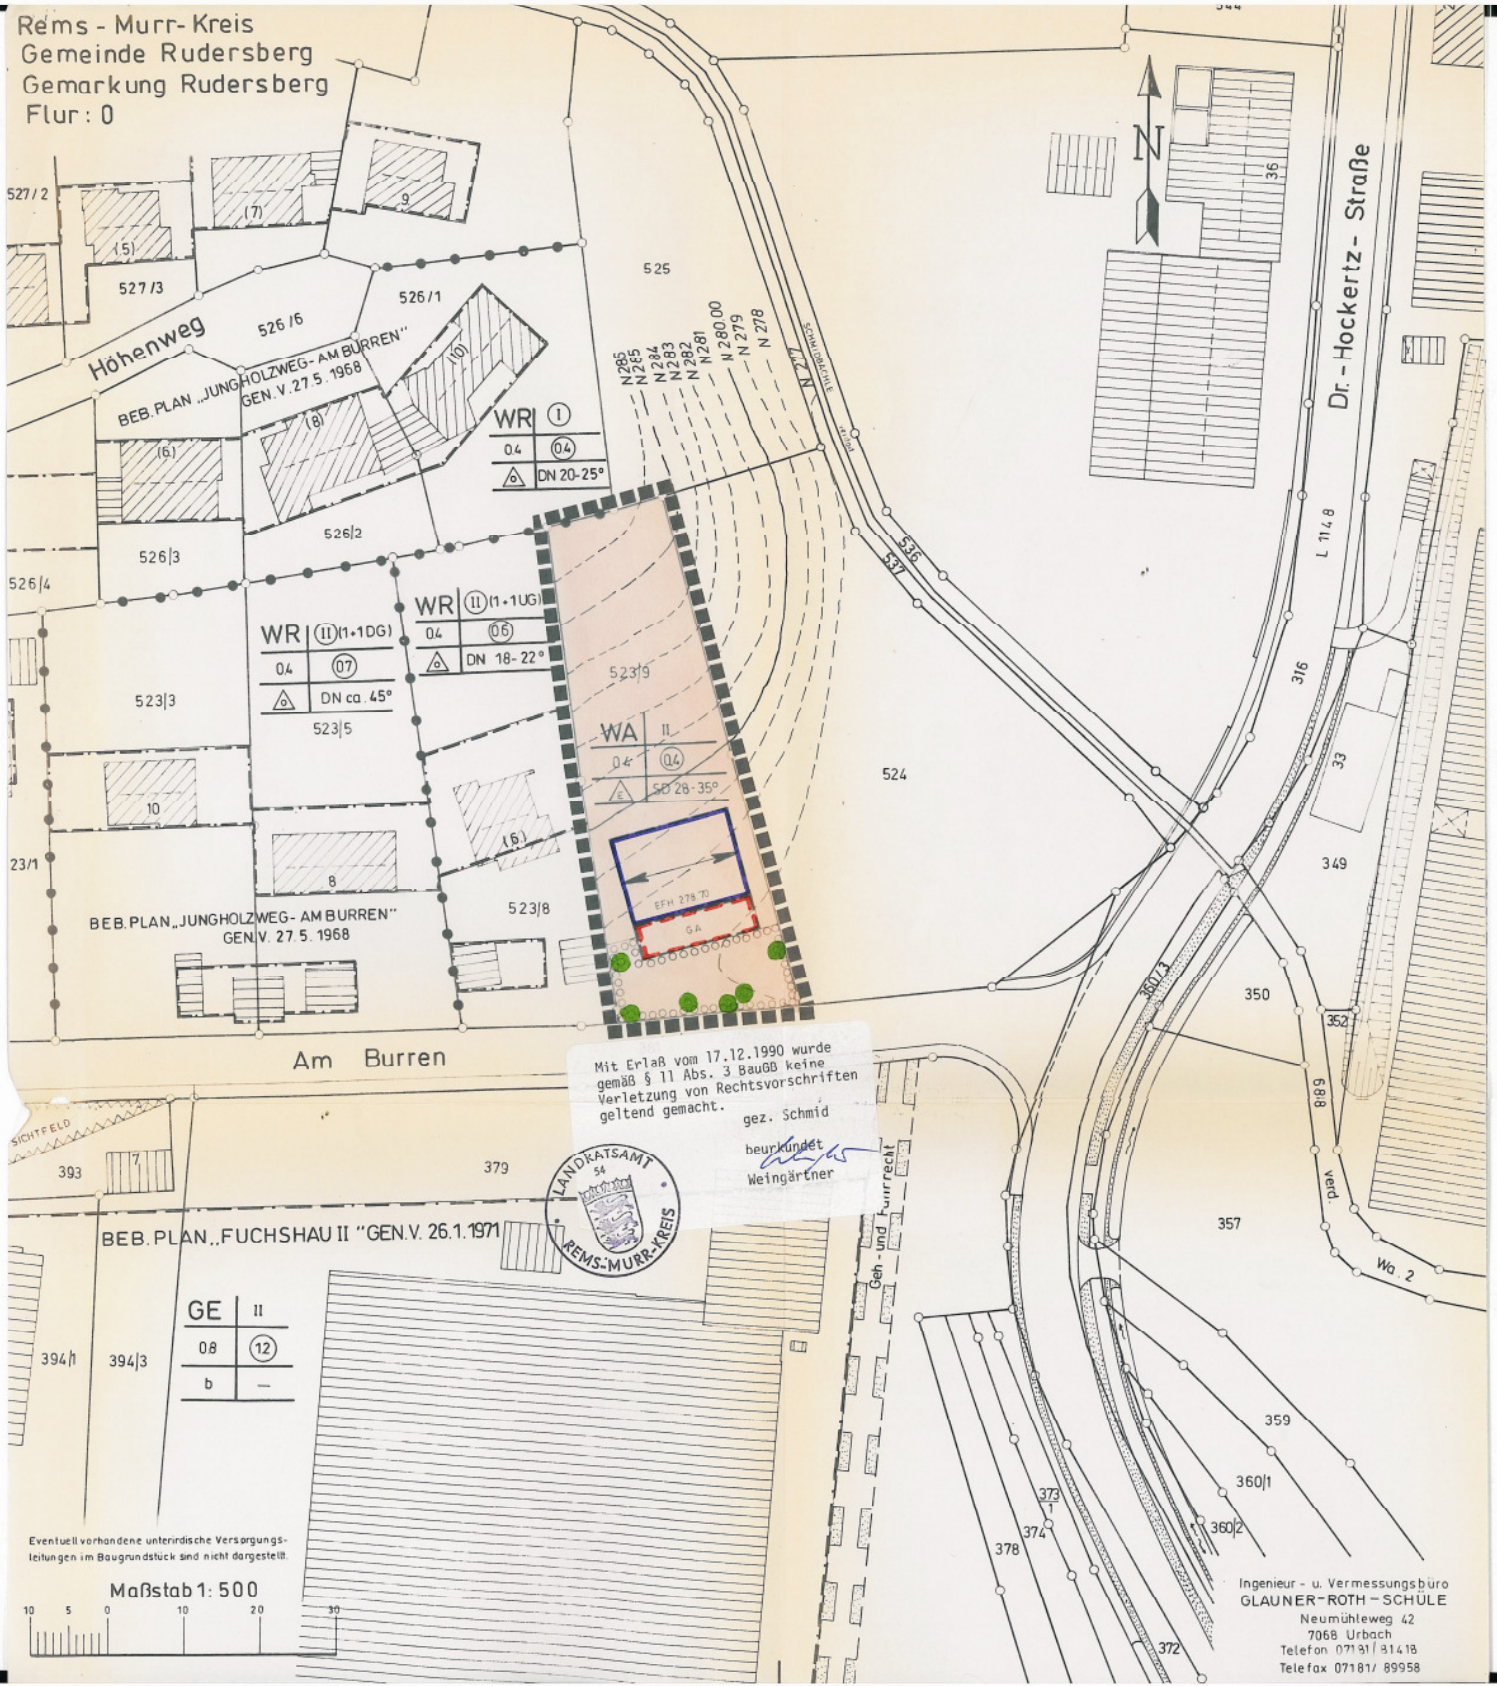 Rems - Murr- Kreis
Gemeinde Rudersberg
Gemarkung Rudersberg
Flur: 0
544
N
36
Dr. - Hockertz - Straße
527/2
(5)
(7)
9
527/3
526/6
526/1
525
Höhenweg
BEB. PLAN „JUNGHOLZWEG- AM BURREN"
GEN. V. 27. 5. 1968
(10)
(8)
(6)
N 285
N 285
N 284
N 283
N 282
N 281
N 280.00
N 279
N 278
N 277
SCHMIDBÄCHLE
verdolt
WR I
0.4 0.4
o DN 20-25°
L 1148
526/2
526/3
526/4
536
537
WR II (1+1UG)
0.4 0.6
o DN 18-22°
WR II (1+1DG)
0.4 0.7
o DN ca. 45°
523/3
523/5
523/9
316
33
WA II
0.4 0.4
E SD 28-35°
524
10
(6)
8
23/1
349
EFH 278.70
GA
523/8
BEB. PLAN „JUNGHOLZWEG- AM BURREN"
GEN. V. 27. 5. 1968
360/3
350
352
Am Burren
Mit Erlaß vom 17.12.1990 wurde
gemäß § 11 Abs. 3 BauGB keine
Verletzung von Rechtsvorschriften
geltend gemacht.
gez. Schmid
beurkundet
Weingärtner
LANDRATSAMT
54
REMS-MURR-KREIS
SICHTFELD
393
7
379
Geh - und Fahrrecht
889
verd.
357
Wa. 2
BEB. PLAN „FUCHSHAU II " GEN. V. 26.1.1971
GE II
0.8 1.2
b —
394/1
394/3
359
360/1
360/2
373
1
374
378
372
Eventuell vorhandene unterirdische Versorgungs-
leitungen im Baugrundstück sind nicht dargestellt.
Maßstab 1: 500
10 5 0 10 20 30
Ingenieur - u. Vermessungsbüro
GLAUNER-ROTH-SCHÜLE
Neumühleweg 42
7068 Urbach
Telefon 07181/ 81418
Telefax 07181/ 89958